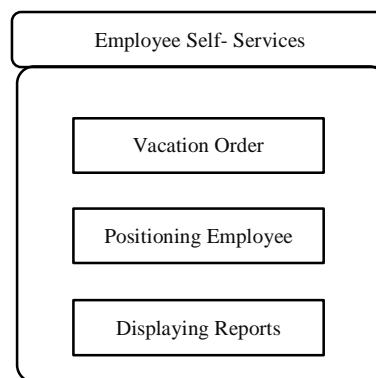 Employee Self- Services
Vacation Order
Positioning Employee
Displaying Reports